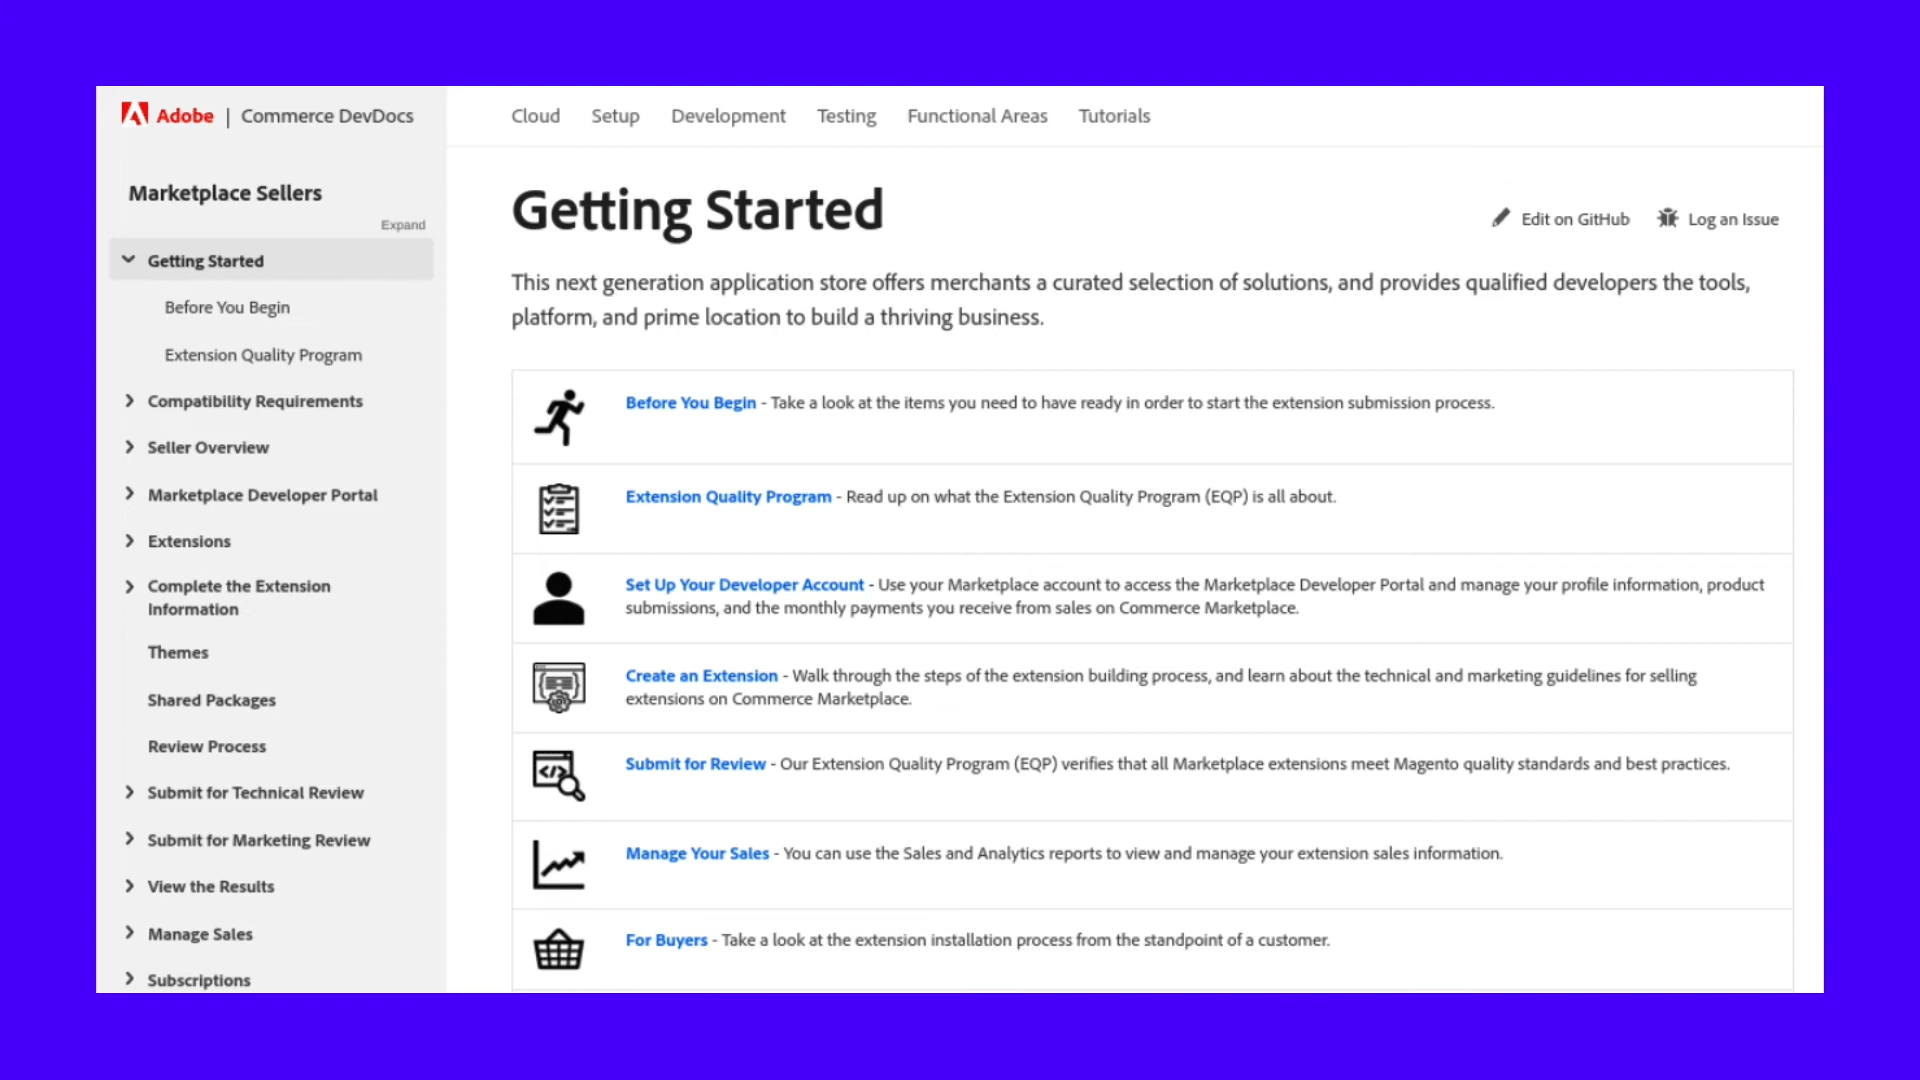 Adobe | Commerce DevDocs
Cloud Setup Development Testing Functional Areas Tutorials
Marketplace Sellers
Expand
Getting Started
Before You Begin
Extension Quality Program
Compatibility Requirements
Seller Overview
Marketplace Developer Portal
Extensions
Complete the Extension
Information
Themes
Shared Packages
Review Process
Submit for Technical Review
Submit for Marketing Review
View the Results
Manage Sales
Subscriptions
Getting Started
Edit on GitHub
Log an Issue
This next generation application store offers merchants a curated selection of solutions, and provides qualified developers the tools,
platform, and prime location to build a thriving business.
Before You Begin - Take a look at the items you need to have ready in order to start the extension submission process.
Extension Quality Program - Read up on what the Extension Quality Program (EQP) is all about.
Set Up Your Developer Account - Use your Marketplace account to access the Marketplace Developer Portal and manage your profile information, product
submissions, and the monthly payments you receive from sales on Commerce Marketplace.
Create an Extension - Walk through the steps of the extension building process, and learn about the technical and marketing guidelines for selling
extensions on Commerce Marketplace.
Submit for Review - Our Extension Quality Program (EQP) verifies that all Marketplace extensions meet Magento quality standards and best practices.
Manage Your Sales - You can use the Sales and Analytics reports to view and manage your extension sales information.
For Buyers - Take a look at the extension installation process from the standpoint of a customer.